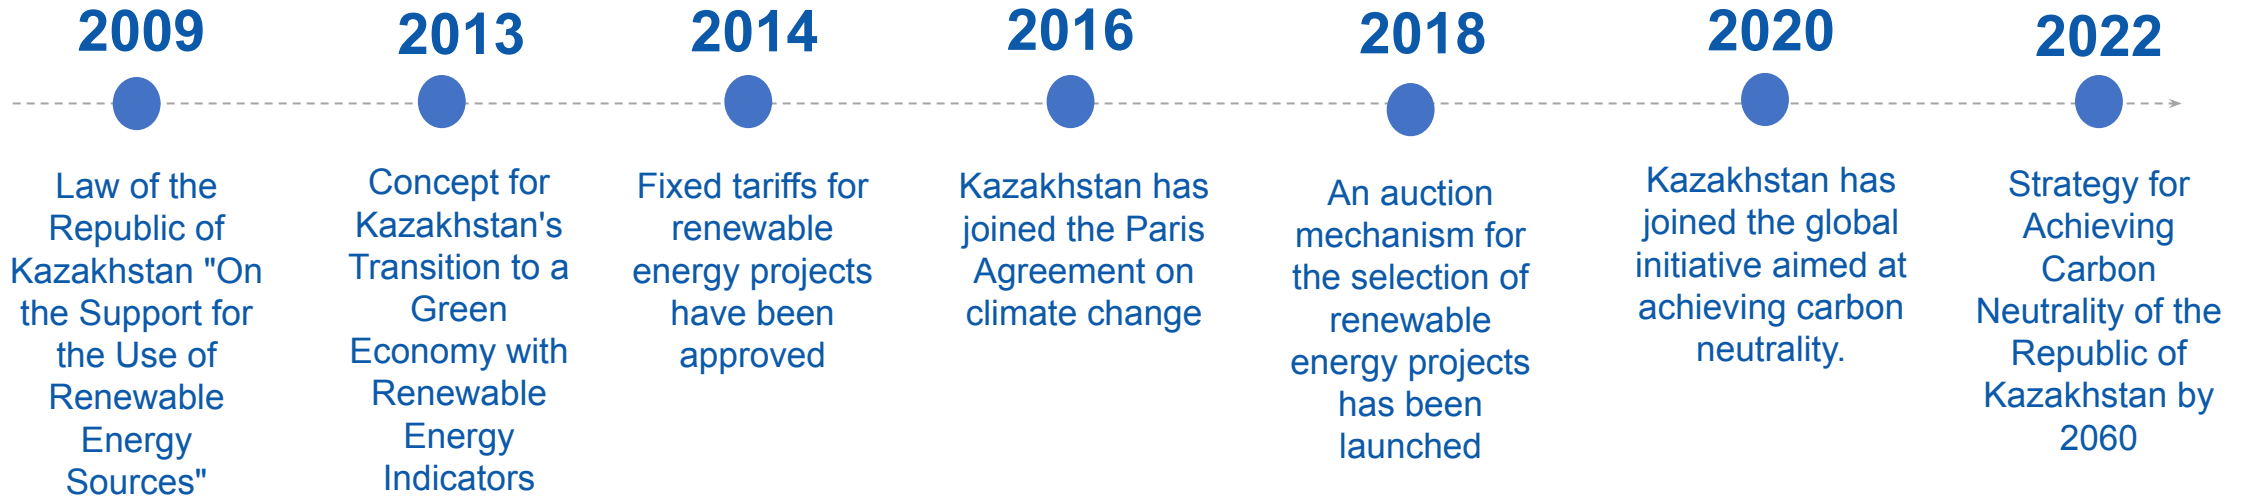 2009
Law of the
Republic of
Kazakhstan "On
the Support for
the Use of
Renewable
Energy
Sources"
2013
Concept for
Kazakhstan's
Transition to a
Green
Economy with
Renewable
Energy
Indicators
2014
Fixed tariffs for
renewable
energy projects
have been
approved
2016
Kazakhstan has
joined the Paris
Agreement on
climate change
2018
An auction
mechanism for
the selection of
renewable
energy projects
has been
launched
2020
Kazakhstan has
joined the global
initiative aimed at
achieving carbon
neutrality.
2022
Strategy for
Achieving
Carbon
Neutrality of the
Republic of
Kazakhstan by
2060